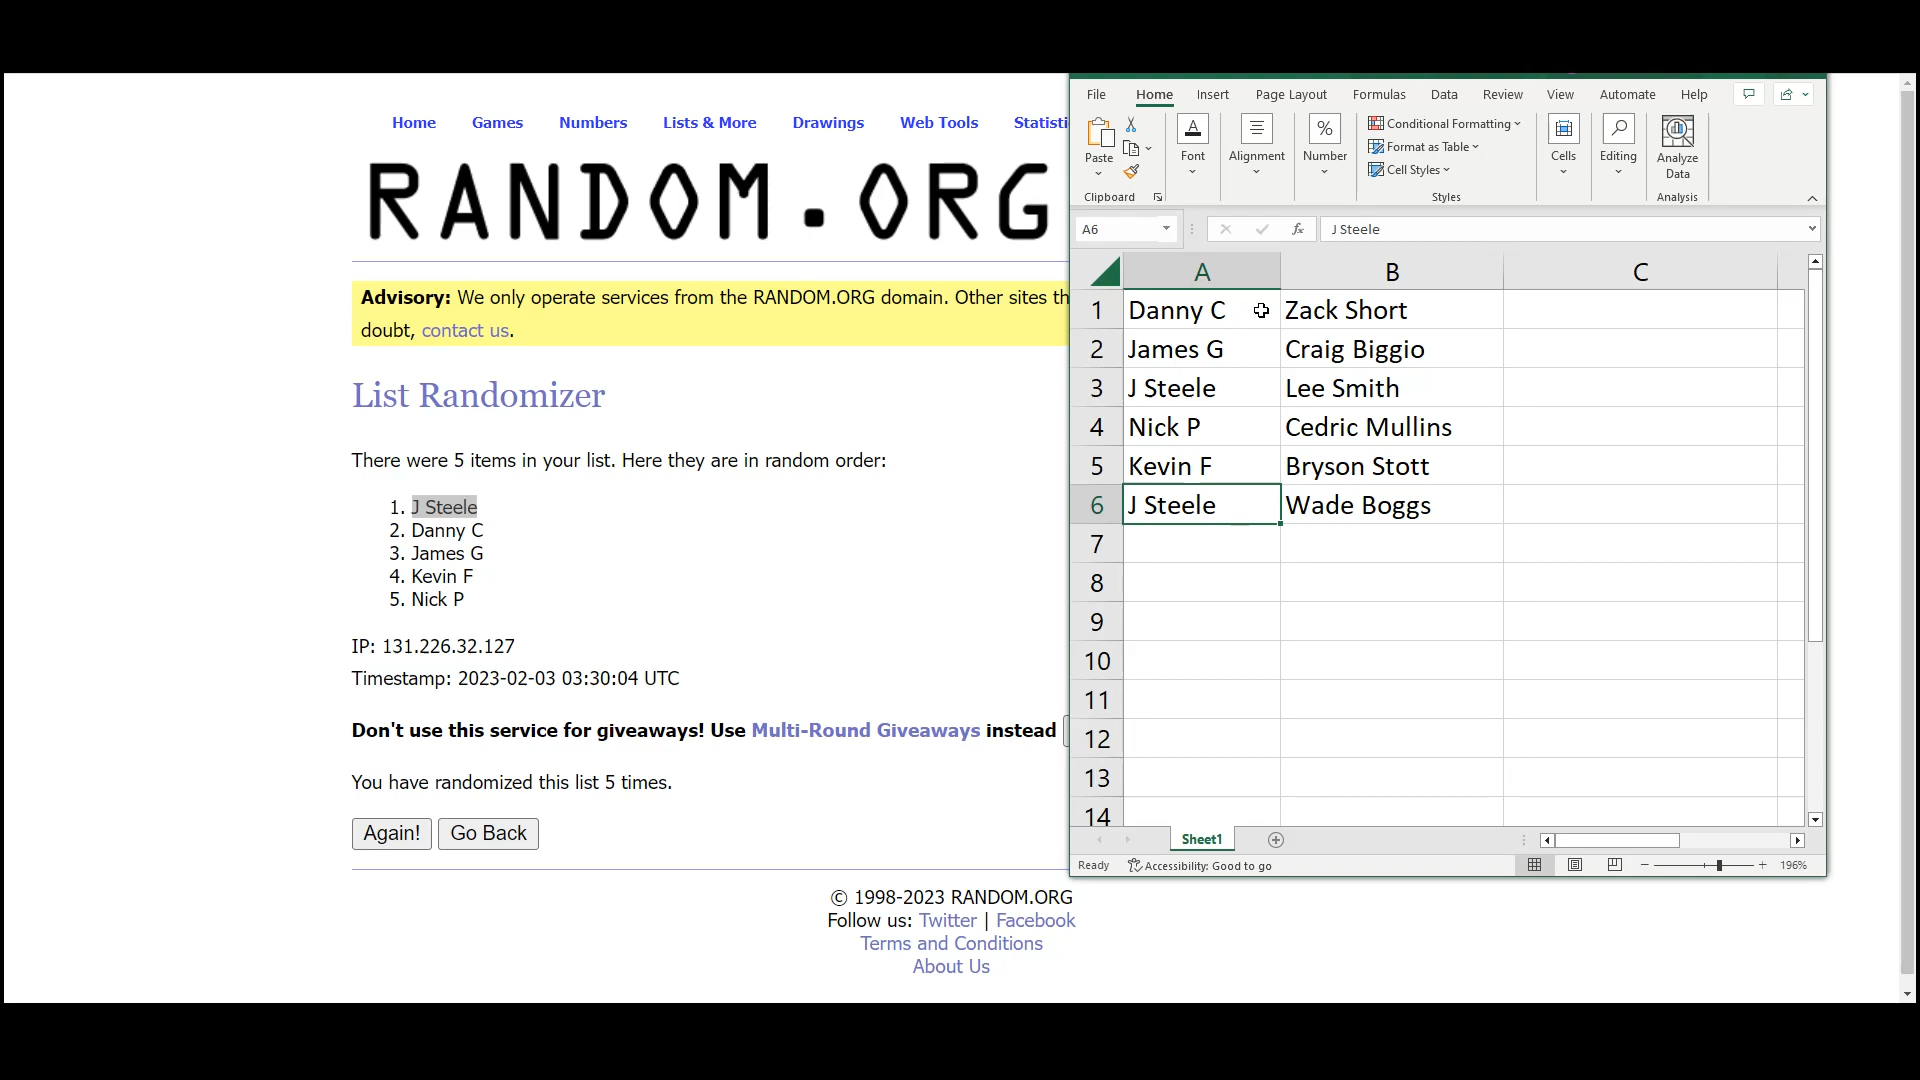 Home Games Numbers Lists & More Drawings Web Tools Statisti
RANDOM.ORG
Advisory: We only operate services from the RANDOM.ORG domain. Other sites th
doubt, contact us.
List Randomizer
There were 5 items in your list. Here they are in random order:
1. J Steele
2. Danny C
3. James G
4. Kevin F
5. Nick P
IP: 131.226.32.127
Timestamp: 2023-02-03 03:30:04 UTC
Don't use this service for giveaways! Use Multi-Round Giveaways instead
You have randomized this list 5 times.
Again! Go Back
© 1998-2023 RANDOM.ORG
Follow us: Twitter | Facebook
Terms and Conditions
About Us
File Home Insert Page Layout Formulas Data Review View Automate Help
Paste
Clipboard
Font
Alignment
Number
Conditional Formatting
Format as Table
Cell Styles
Styles
Cells
Editing
Analyze
Data
Analysis
A6 fx J Steele
A B C
1 Danny C Zack Short
2 James G Craig Biggio
3 J Steele Lee Smith
4 Nick P Cedric Mullins
5 Kevin F Bryson Stott
6 J Steele Wade Boggs
7
8
9
10
11
12
13
14
Sheet1
Ready Accessibility: Good to go 196%